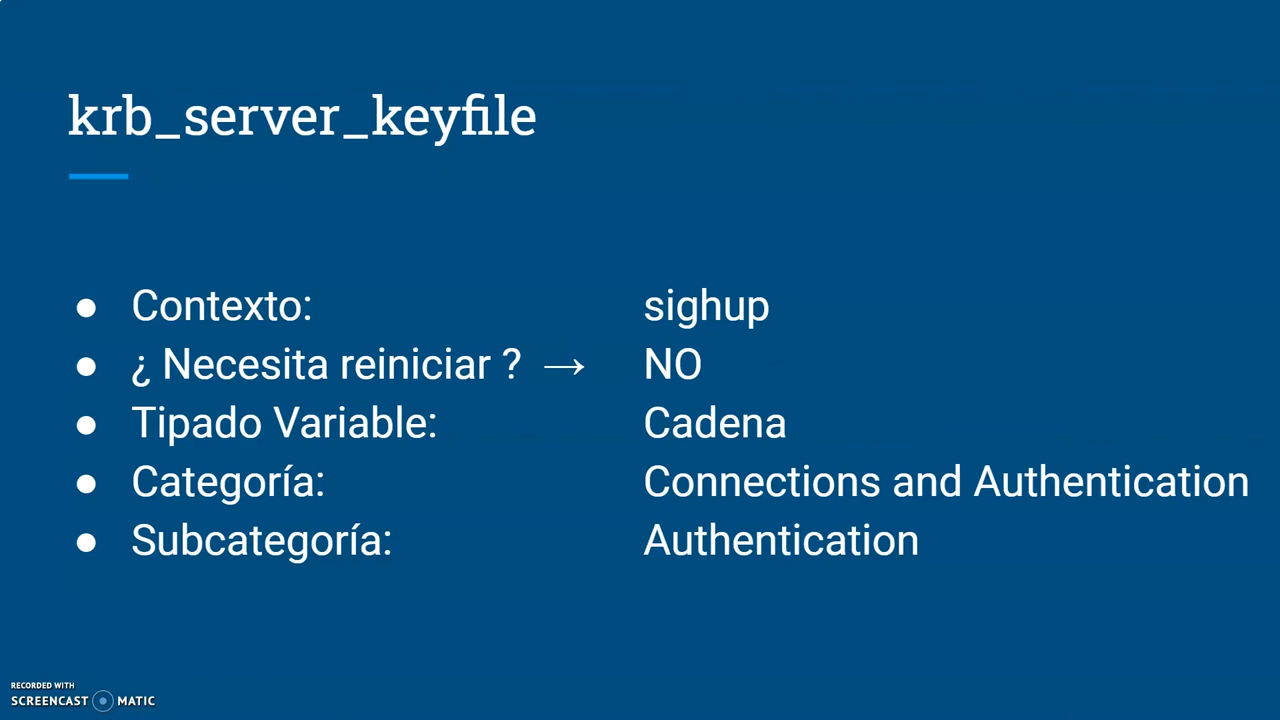 krb_server_keyfile
● Contexto: sighup
● ¿ Necesita reiniciar ? → NO
● Tipado Variable: Cadena
● Categoría: Connections and Authentication
● Subcategoría: Authentication
RECORDED WITH
SCREENCAST MATIC